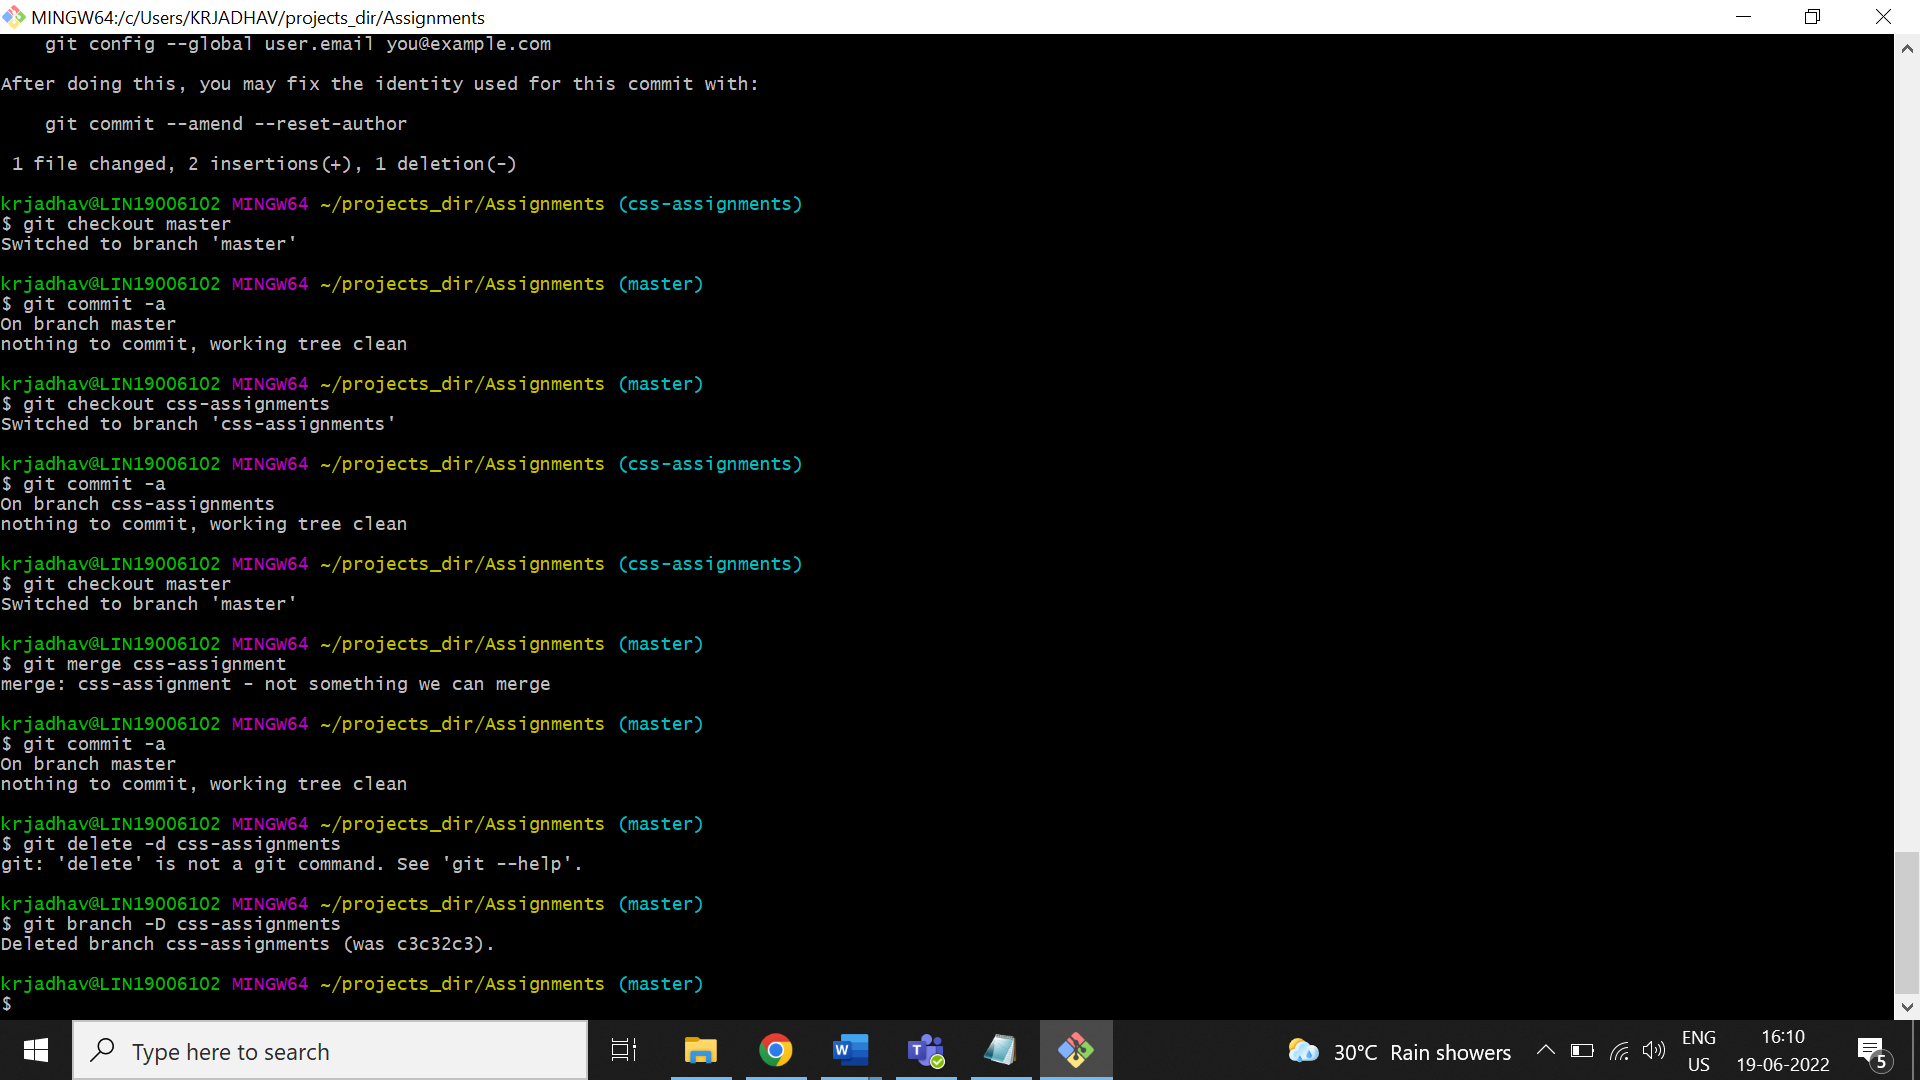 MINGW64:/c/Users/KRJADHAV/projects_dir/Assignments
    git config --global user.email you@example.com
After doing this, you may fix the identity used for this commit with:
    git commit --amend --reset-author
 1 file changed, 2 insertions(+), 1 deletion(-)
krjadhav@LIN19006102 MINGW64 ~/projects_dir/Assignments (css-assignments)
$ git checkout master
Switched to branch 'master'
krjadhav@LIN19006102 MINGW64 ~/projects_dir/Assignments (master)
$ git commit -a
On branch master
nothing to commit, working tree clean
krjadhav@LIN19006102 MINGW64 ~/projects_dir/Assignments (master)
$ git checkout css-assignments
Switched to branch 'css-assignments'
krjadhav@LIN19006102 MINGW64 ~/projects_dir/Assignments (css-assignments)
$ git commit -a
On branch css-assignments
nothing to commit, working tree clean
krjadhav@LIN19006102 MINGW64 ~/projects_dir/Assignments (css-assignments)
$ git checkout master
Switched to branch 'master'
krjadhav@LIN19006102 MINGW64 ~/projects_dir/Assignments (master)
$ git merge css-assignment
merge: css-assignment - not something we can merge
krjadhav@LIN19006102 MINGW64 ~/projects_dir/Assignments (master)
$ git commit -a
On branch master
nothing to commit, working tree clean
krjadhav@LIN19006102 MINGW64 ~/projects_dir/Assignments (master)
$ git delete -d css-assignments
git: 'delete' is not a git command. See 'git --help'.
krjadhav@LIN19006102 MINGW64 ~/projects_dir/Assignments (master)
$ git branch -D css-assignments
Deleted branch css-assignments (was c3c32c3).
krjadhav@LIN19006102 MINGW64 ~/projects_dir/Assignments (master)
$
Type here to search
W
T
30°C Rain showers
ENG
US
16:10
19-06-2022
5